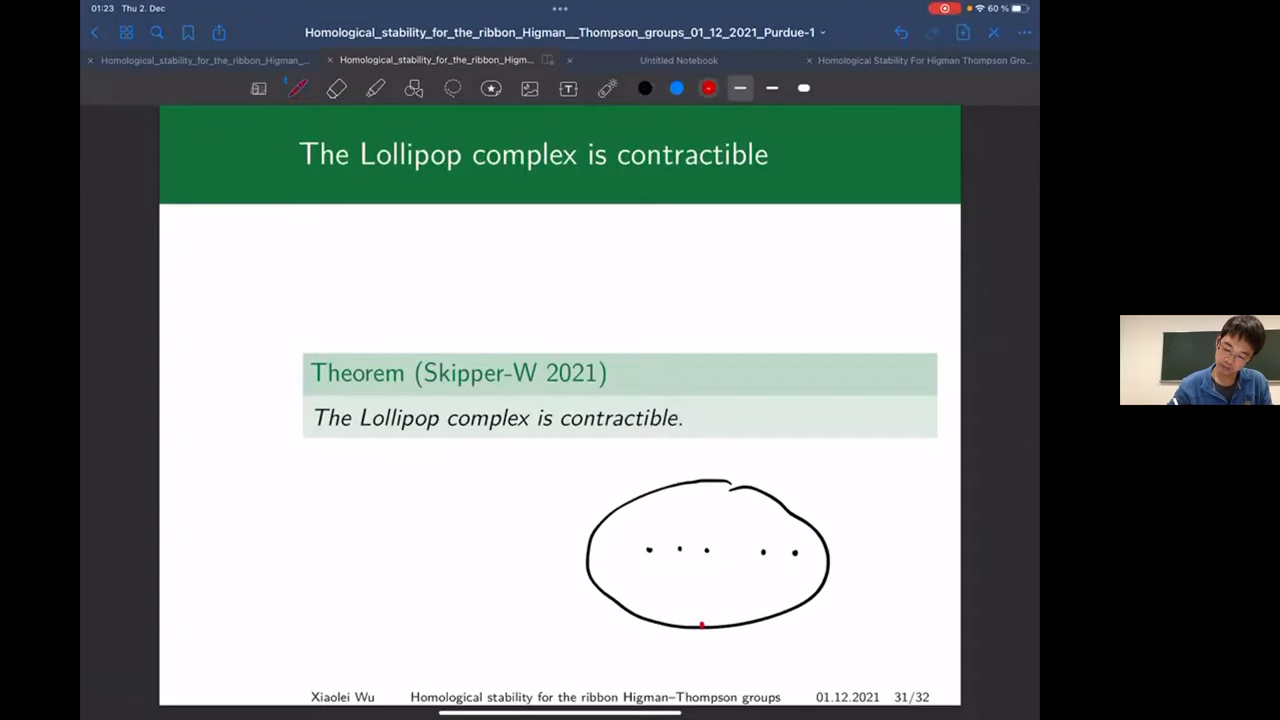 01:23 Thu 2. Dec
60 %
Homological_stability_for_the_ribbon_Higman__Thompson_groups_01_12_2021_Purdue-1
Homological_stability_for_the_ribbon_Higman_...
Homological_stability_for_the_ribbon_Higm...
Untitled Notebook
Homological Stability For Higman Thompson Gro...
T
The Lollipop complex is contractible
Theorem (Skipper-W 2021)
The Lollipop complex is contractible.
Xiaolei Wu Homological stability for the ribbon Higman–Thompson groups 01.12.2021 31/32